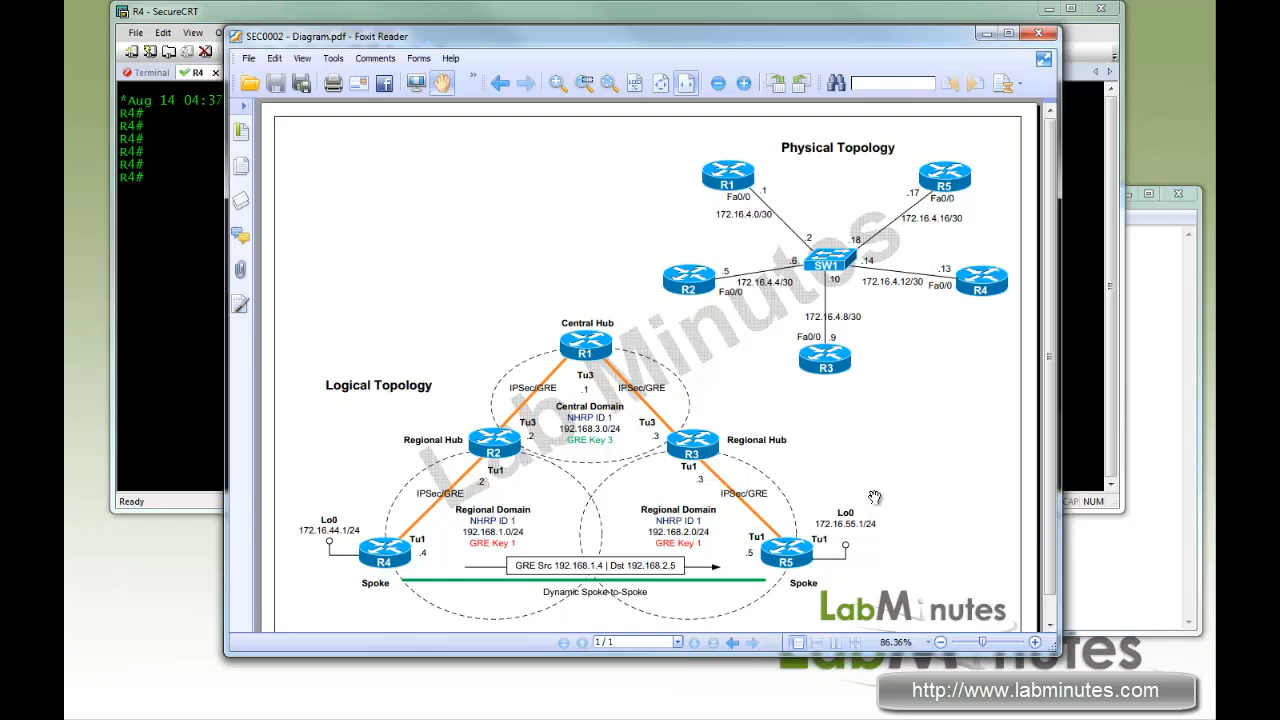 R4 - SecureCRT
File Edit View
Terminal R4
*Aug 14 04:37
R4#
R4#
R4#
R4#
R4#
R4#
Ready
CAP NUM
SEC0002 - Diagram.pdf - Foxit Reader
File Edit View Tools Comments Forms Help
Physical Topology
R1
.1
Fa0/0
172.16.4.0/30
.2
R5
.17
Fa0/0
172.16.4.16/30
.18
SW1
R2
.5
Fa0/0
172.16.4.4/30
.6
.14
172.16.4.12/30
.13
Fa0/0
R4
.10
172.16.4.8/30
Fa0/0
.9
R3
Lab Minutes
Logical Topology
Central Hub
R1
Tu3
.1
IPSec/GRE
IPSec/GRE
Central Domain
NHRP ID 1
192.168.3.0/24
GRE Key 3
Tu3
.2
Tu3
.3
Regional Hub
R2
Tu1
.2
R3
Regional Hub
Tu1
.3
IPSec/GRE
IPSec/GRE
Regional Domain
NHRP ID 1
192.168.1.0/24
GRE Key 1
Regional Domain
NHRP ID 1
192.168.2.0/24
GRE Key 1
Lo0
172.16.44.1/24
R4
Tu1
.4
Spoke
Lo0
172.16.55.1/24
Tu1
.5
R5
Tu1
Spoke
GRE Src 192.168.1.4 | Dst 192.168.2.5
Dynamic Spoke-to-Spoke
LabMinutes
1 / 1
86.36%
LabMinutes
http://www.labminutes.com